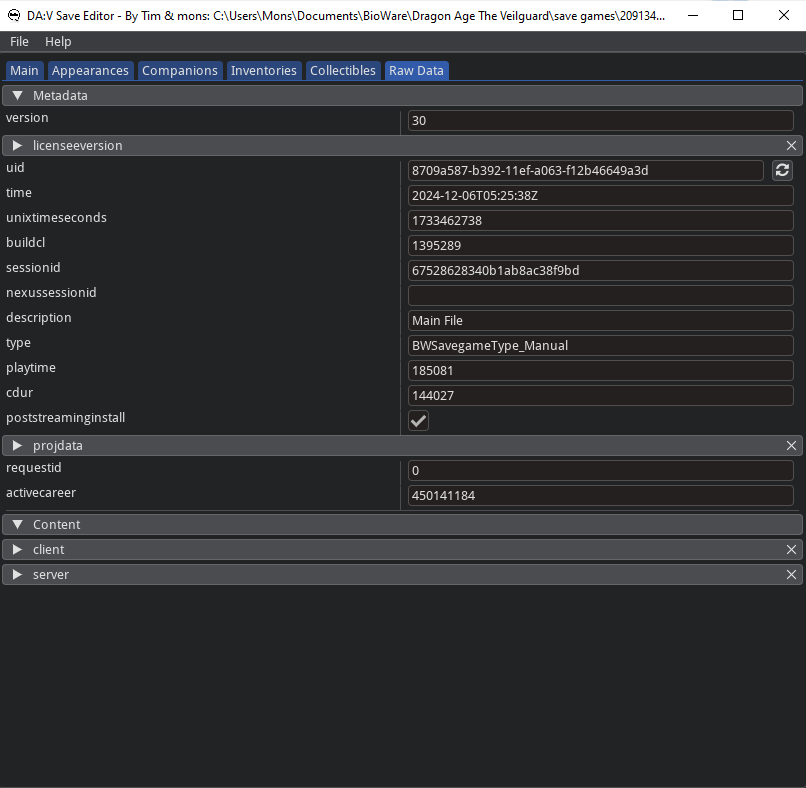 DA:V Save Editor - By Tim & mons: C:\Users\Mons\Documents\BioWare\Dragon Age The Veilguard\save games\209134...
File Help
Main Appearances Companions Inventories Collectibles Raw Data
Metadata
version 30
licenseeversion
uid 8709a587-b392-11ef-a063-f12b46649a3d
time 2024-12-06T05:25:38Z
unixtimeseconds 1733462738
buildcl 1395289
sessionid 67528628340b1ab8ac38f9bd
nexussessionid
description Main File
type BWSavegameType_Manual
playtime 185081
cdur 144027
poststreaminginstall
projdata
requestid 0
activecareer 450141184
Content
client
server